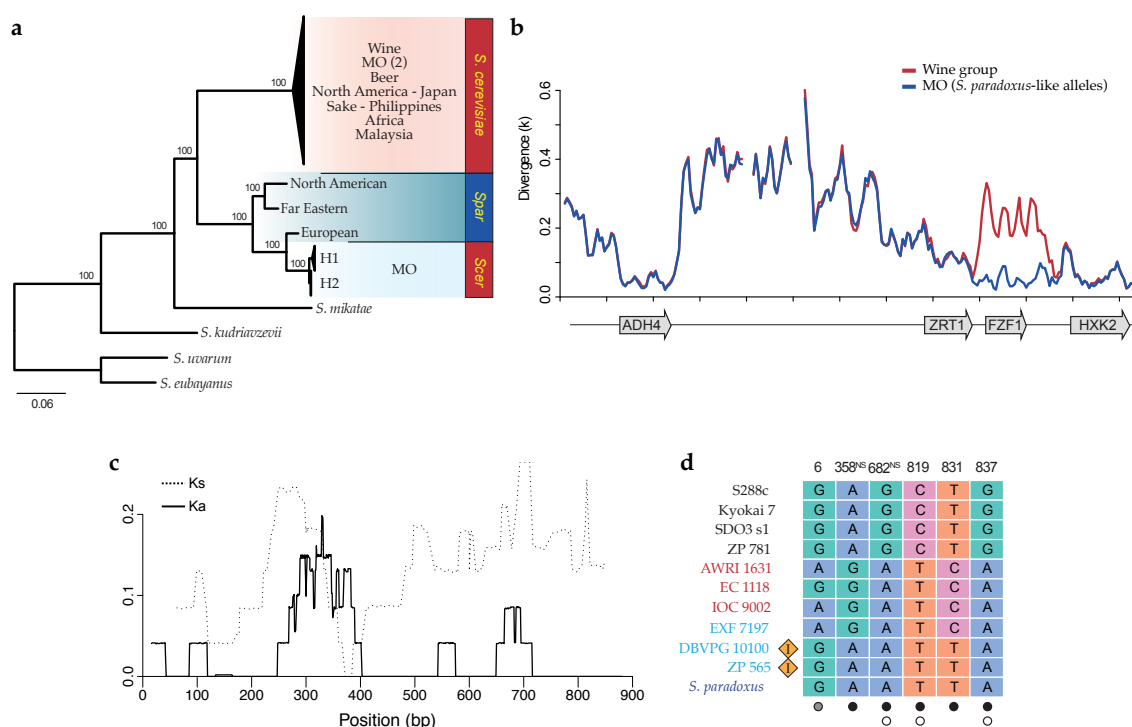 a
Wine
MO (2)
Beer
North America - Japan
Sake - Philippines
Africa
Malaysia
S. cerevisiae
100
100
100
100
100
100
100
North American
Far Eastern
European
H1
H2
MO
Spar
Scer
S. mikatae
S. kudriavzevii
S. uvarum
S. eubayanus
0.06
b
Wine group
MO (S. paradoxus-like alleles)
Divergence (k)
0.6
0.4
0.2
0.0
ADH4
ZRT1
FZF1
HXK2
c
Ks
Ka
0.2
0.1
0.0
0 100 200 300 400 500 600 700 800 900
Position (bp)
d
6 358NS 682NS 819 831 837
S288c G A G C T G
Kyokai 7 G A G C T G
SDO3 s1 G A G C T G
ZP 781 G A G C T G
AWRI 1631 A G A T C A
EC 1118 G G A T C A
IOC 9002 A G A T C A
EXF 7197 A G A T C A
DBVPG 10100 I G A A T T A
ZP 565 I G A A T T A
S. paradoxus G A A T T A